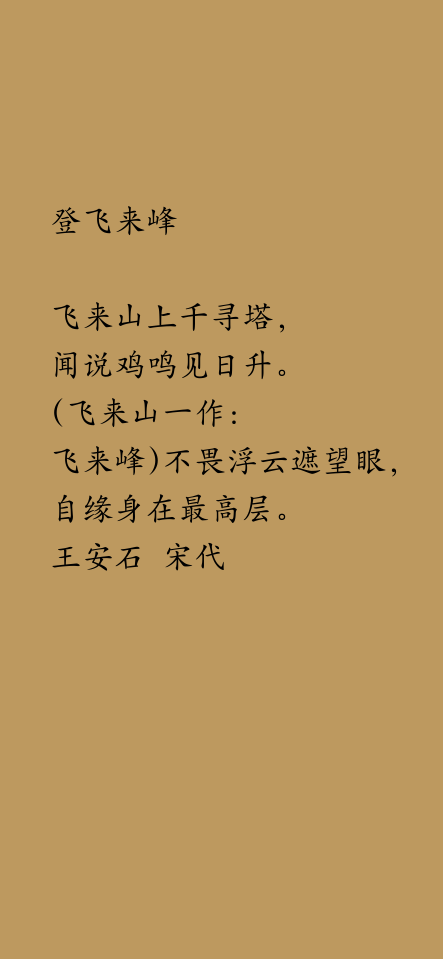 登飞来峰
飞来山上千寻塔，
闻说鸡鸣见日升。
(飞来山一作：
飞来峰)不畏浮云遮望眼，
自缘身在最高层。
王安石 宋代